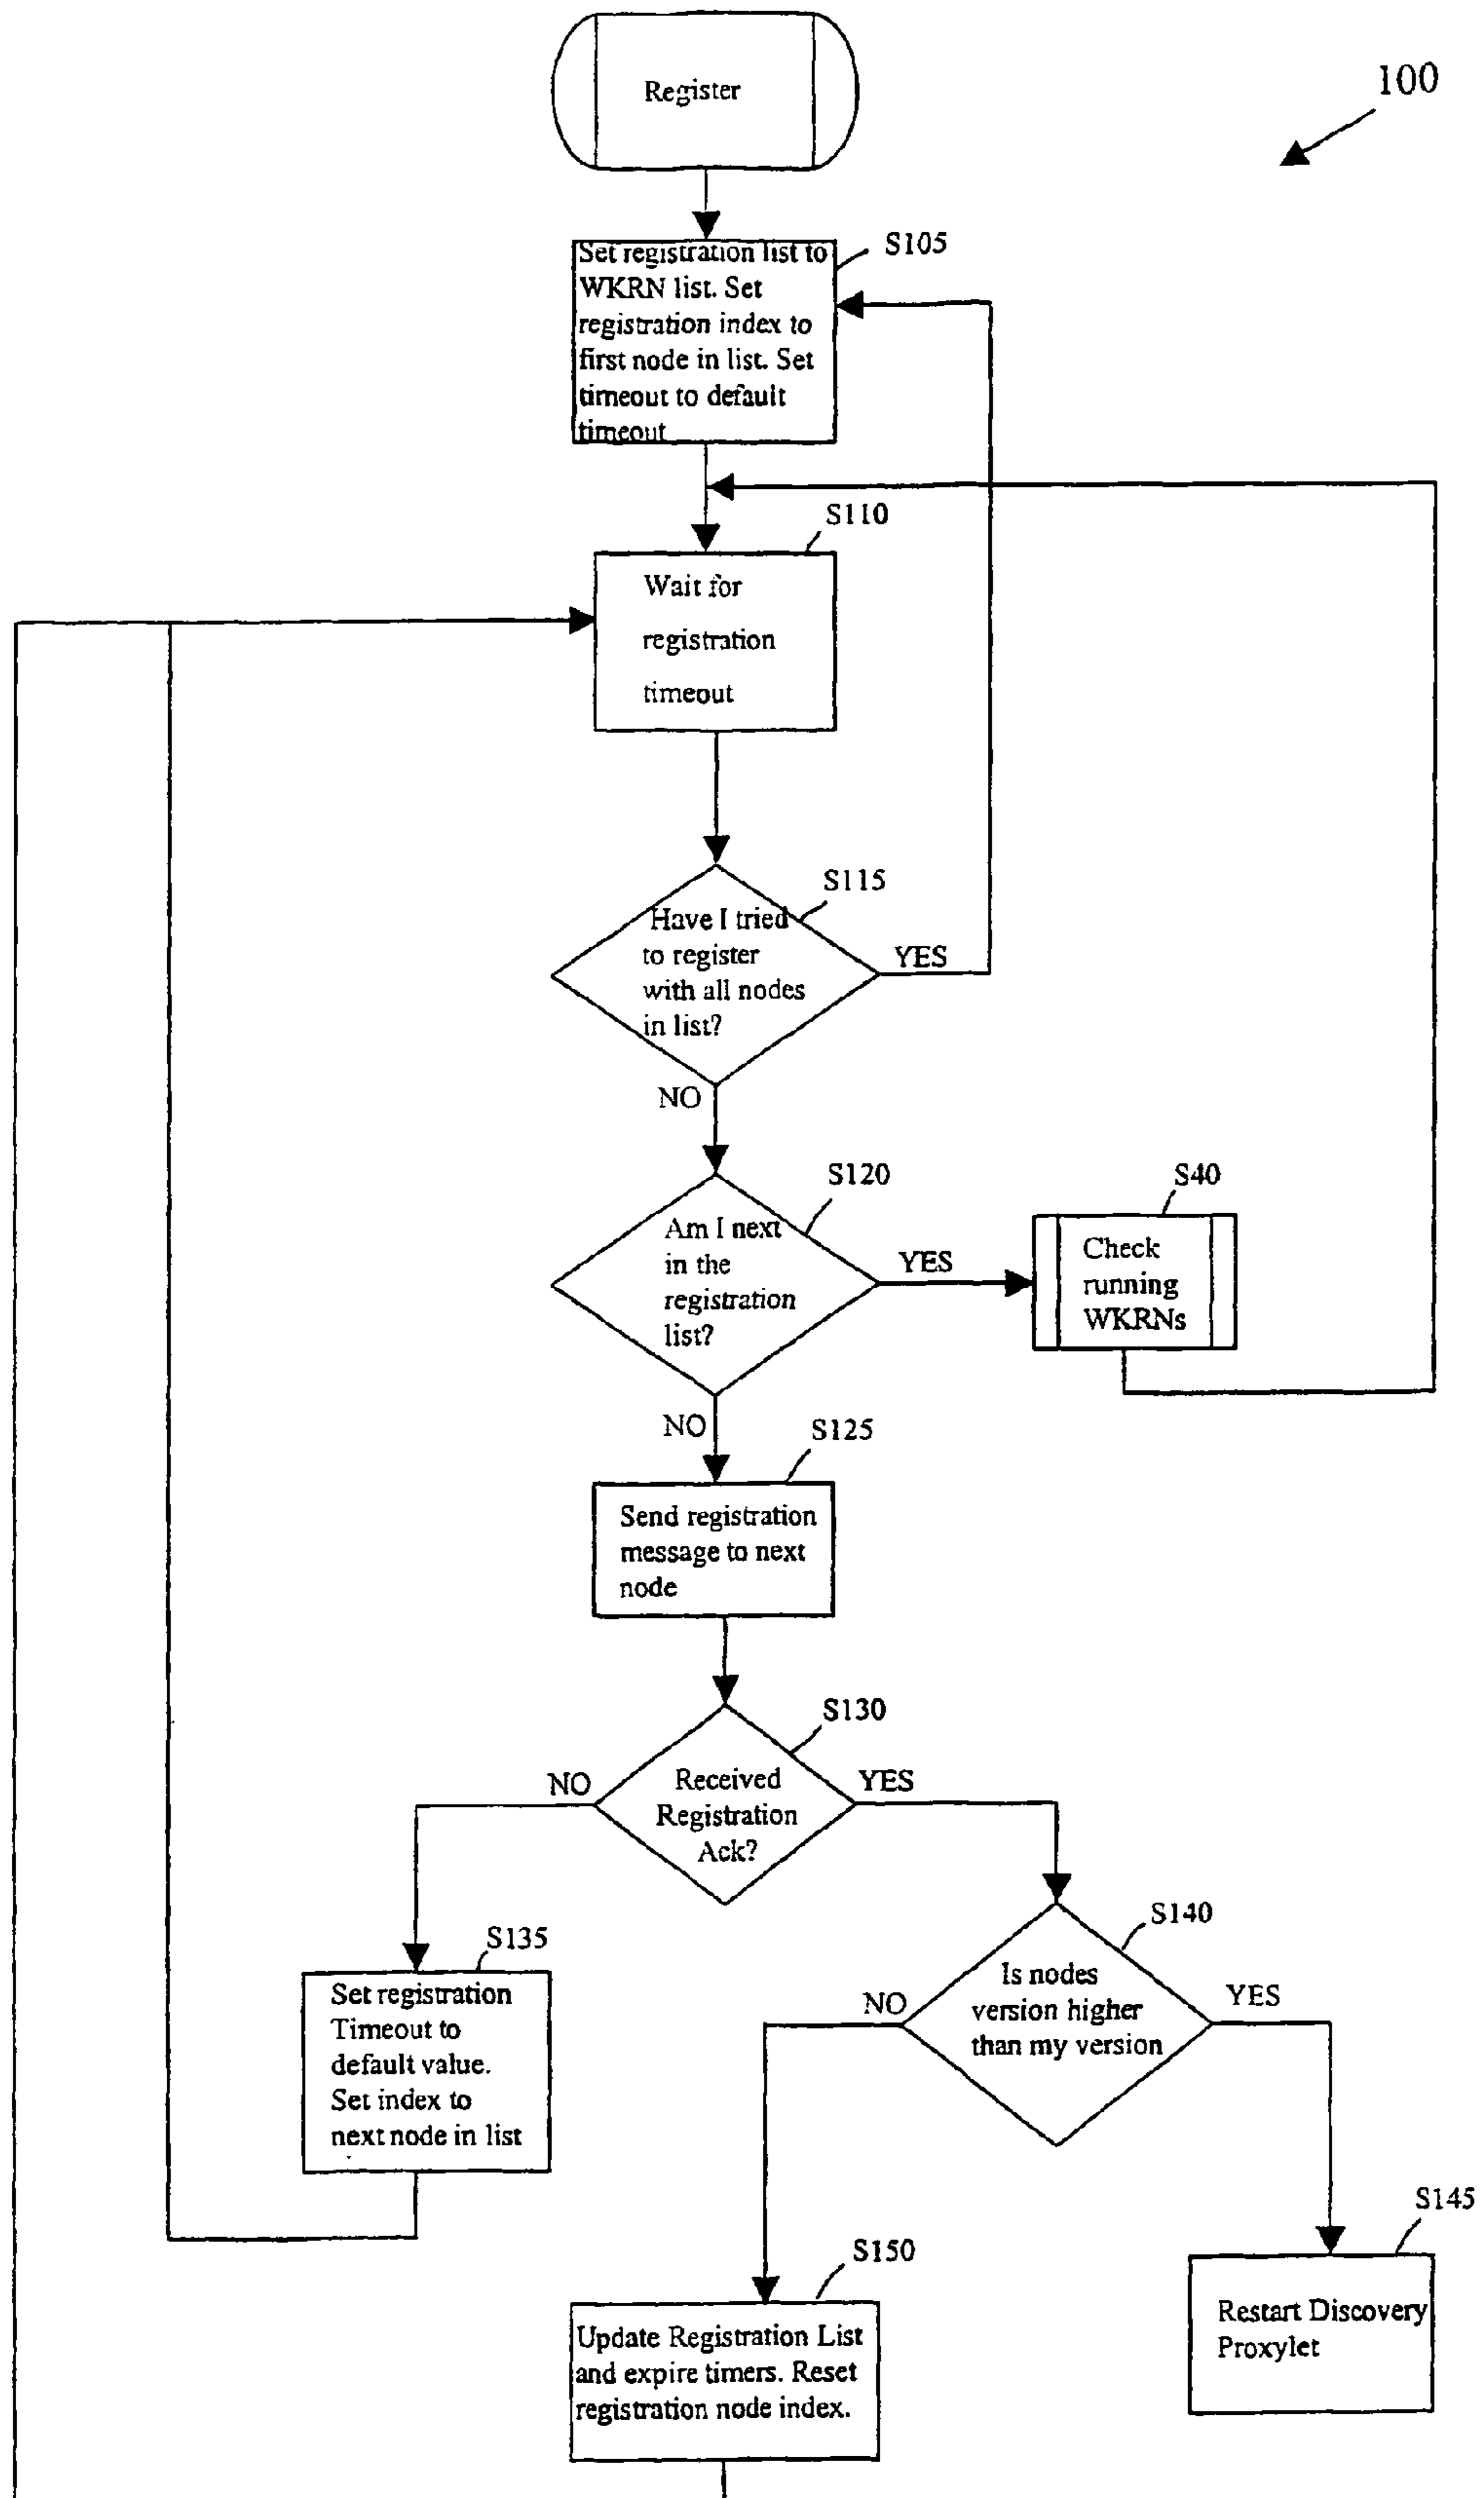 Register
100
S105
Set registration list to
WKRN list. Set
registration index to
first node in list. Set
timeout to default
timeout
S110
Wait for
registration
timeout
S115
Have I tried
to register
with all nodes
in list?
YES
NO
S120
Am I next
in the
registration
list?
YES
S40
Check
running
WKRNs
NO
S125
Send registration
message to next
node
S130
Received
Registration
Ack?
NO
YES
S135
Set registration
Timeout to
default value.
Set index to
next node in list
S140
Is nodes
version higher
than my version
NO
YES
S145
Restart Discovery
Proxylet
S150
Update Registration List
and expire timers. Reset
registration node index.